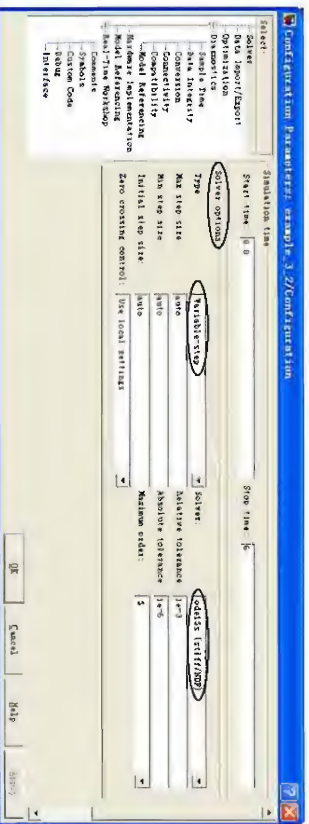 Configuration Parameters: example_3_2/Configuration
Select:
Solver
Data Import/Export
Optimization
Diagnostics
Sample Time
Data Integrity
Conversion
Connectivity
Compatibility
Model Referencing
Hardware Implementation
Model Referencing
Real-Time Workshop
Comments
Symbols
Custom Code
Debug
Interface
Simulation time
Start time: 0.0
Stop time: 6
Solver options
Type: Variable-step
Solver: ode15s (stiff/NDF)
Max step size: auto
Relative tolerance: 1e-3
Min step size: auto
Absolute tolerance: 1e-6
Initial step size: auto
Maximum order: 5
Zero crossing control: Use local settings
OK
Cancel
Help
Apply